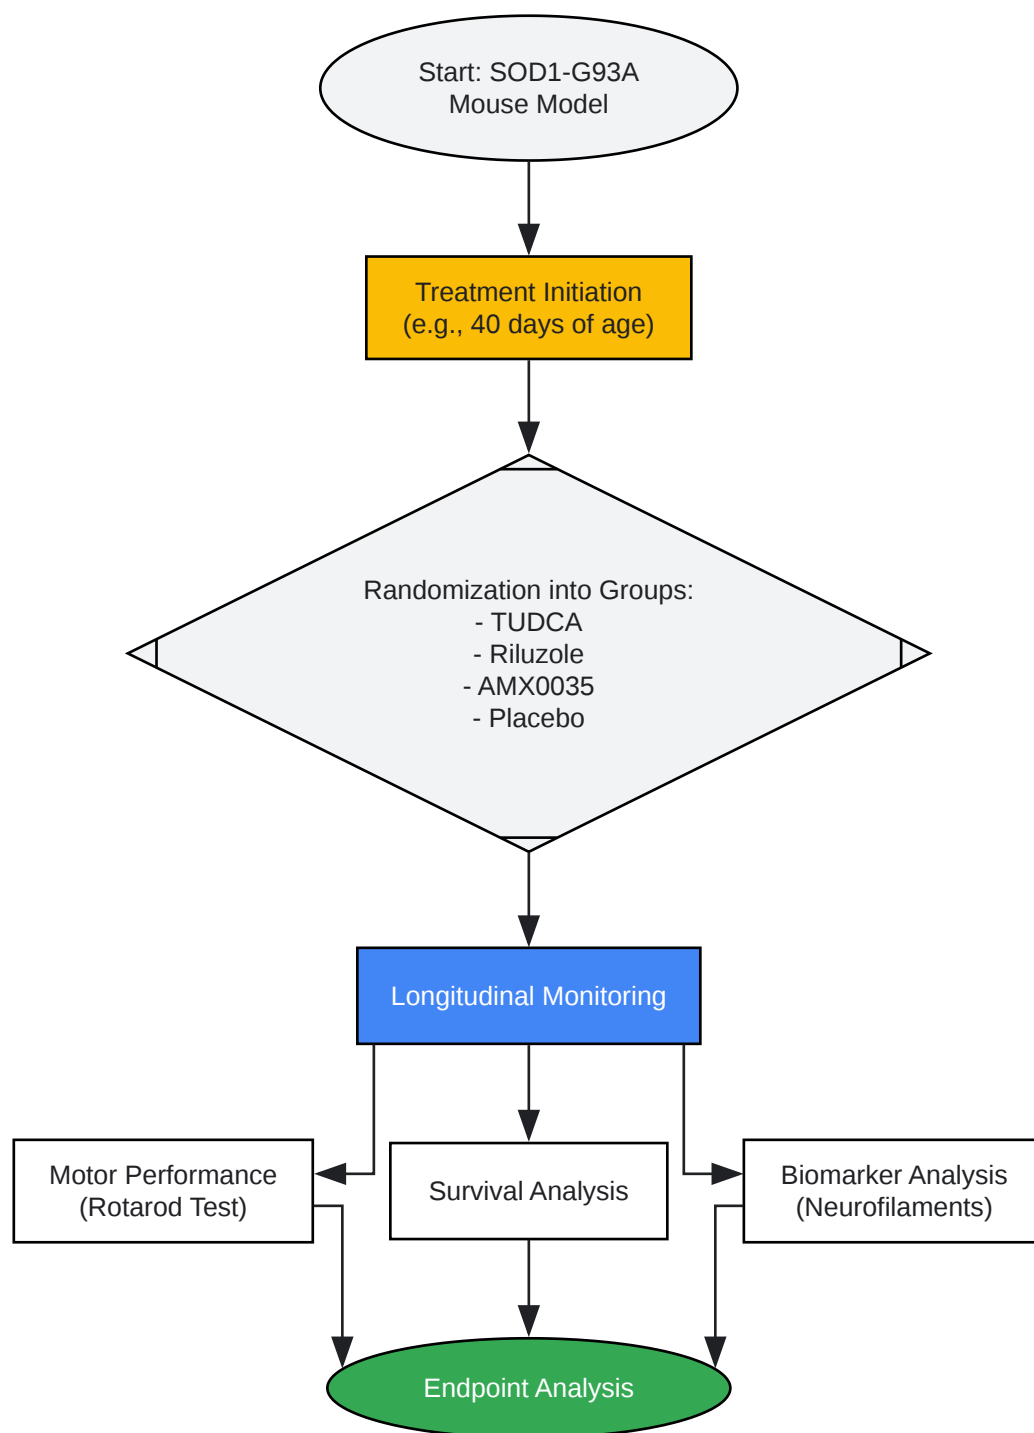 Start: SOD1-G93A
Mouse Model
Treatment Initiation
(e.g., 40 days of age)
Randomization into Groups:
- TUDCA
- Riluzole
- AMX0035
- Placebo
Longitudinal Monitoring
Motor Performance
(Rotarod Test)
Survival Analysis
Biomarker Analysis
(Neurofilaments)
Endpoint Analysis